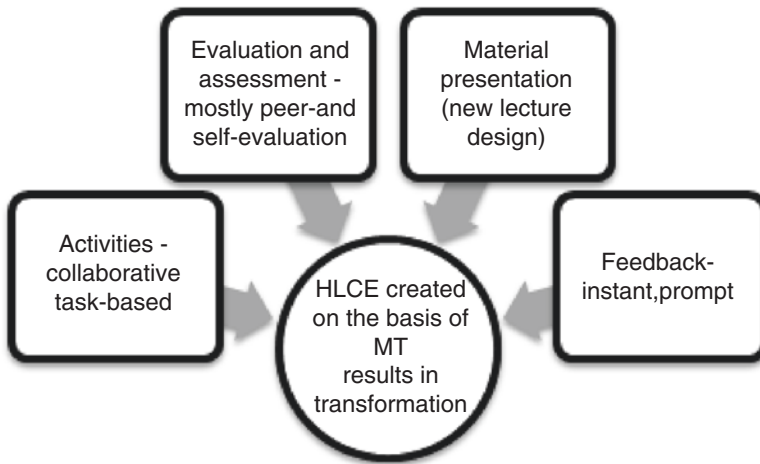 Evaluation and
assessment -
mostly peer-and
self-evaluation
Material
presentation
(new lecture
design)
Activities -
collaborative
task-based
HLCE created
on the basis of
MT
results in
transformation
Feedback-
instant,prompt